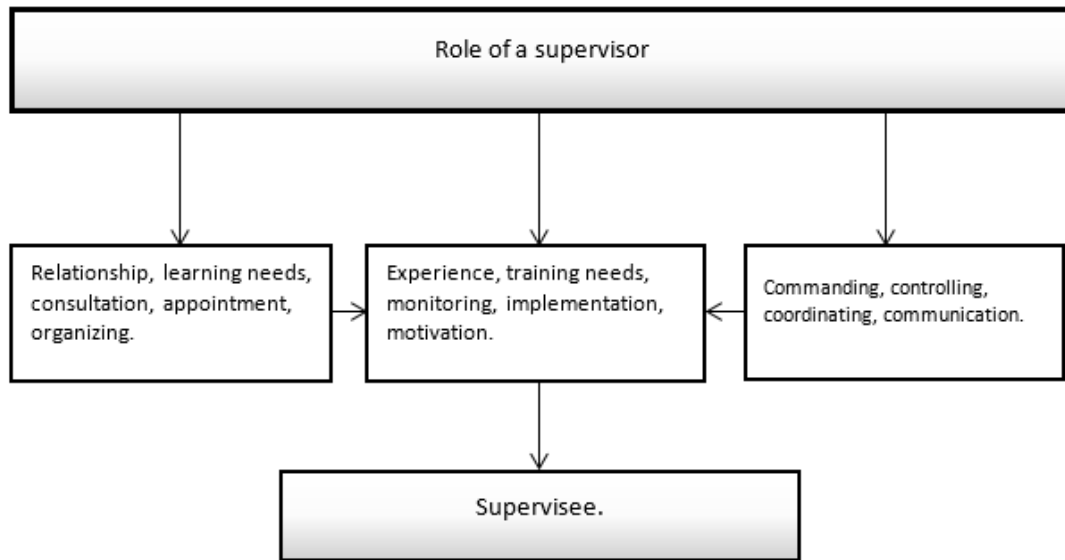 Role of a supervisor
Relationship, learning needs,
consultation, appointment,
organizing.
Experience, training needs,
monitoring, implementation,
motivation.
Commanding, controlling,
coordinating, communication.
Supervisee.